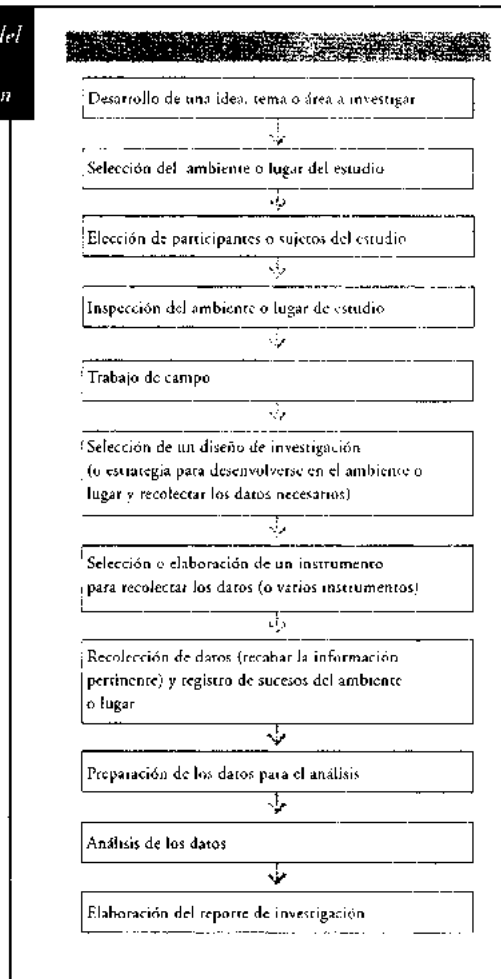 del
n
Desarrollo de una idea, tema o área a investigar
Selección del ambiente o lugar del estudio
Elección de participantes o sujetos del estudio
Inspección del ambiente o lugar de estudio
Trabajo de campo
Selección de un diseño de investigación
(o estrategia para desenvolverse en el ambiente o
lugar y recolectar los datos necesarios)
Selección o elaboración de un instrumento
para recolectar los datos (o varios instrumentos)
Recolección de datos (recabar la información
pertinente) y registro de sucesos del ambiente
o lugar
Preparación de los datos para el análisis
Análisis de los datos
Elaboración del reporte de investigación